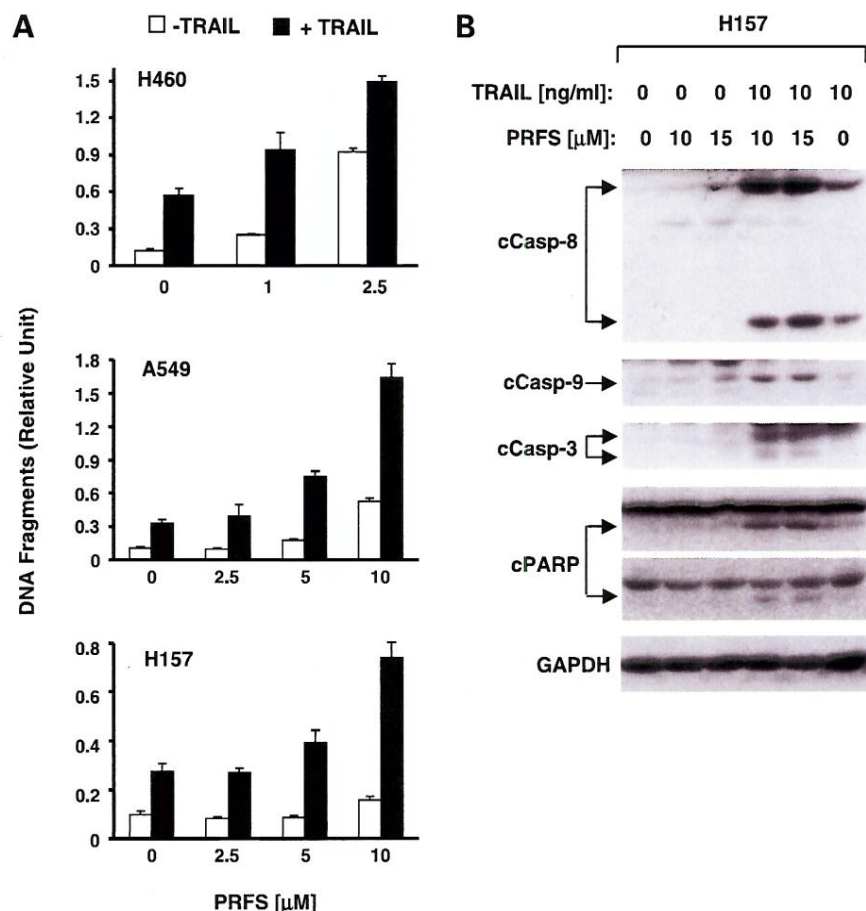 A
-TRAIL + TRAIL
H460
1.5
1.2
0.9
0.6
0.3
0
0 1 2.5
A549
1.8
1.5
1.2
0.9
0.6
0.3
0
0 2.5 5 10
H157
0.8
0.6
0.4
0.2
0
0 2.5 5 10
DNA Fragments (Relative Unit)
PRFS [µM]
B
H157
TRAIL [ng/ml]: 0 0 0 10 10 10
PRFS [µM]: 0 10 15 10 15 0
cCasp-8
cCasp-9
cCasp-3
cPARP
GAPDH